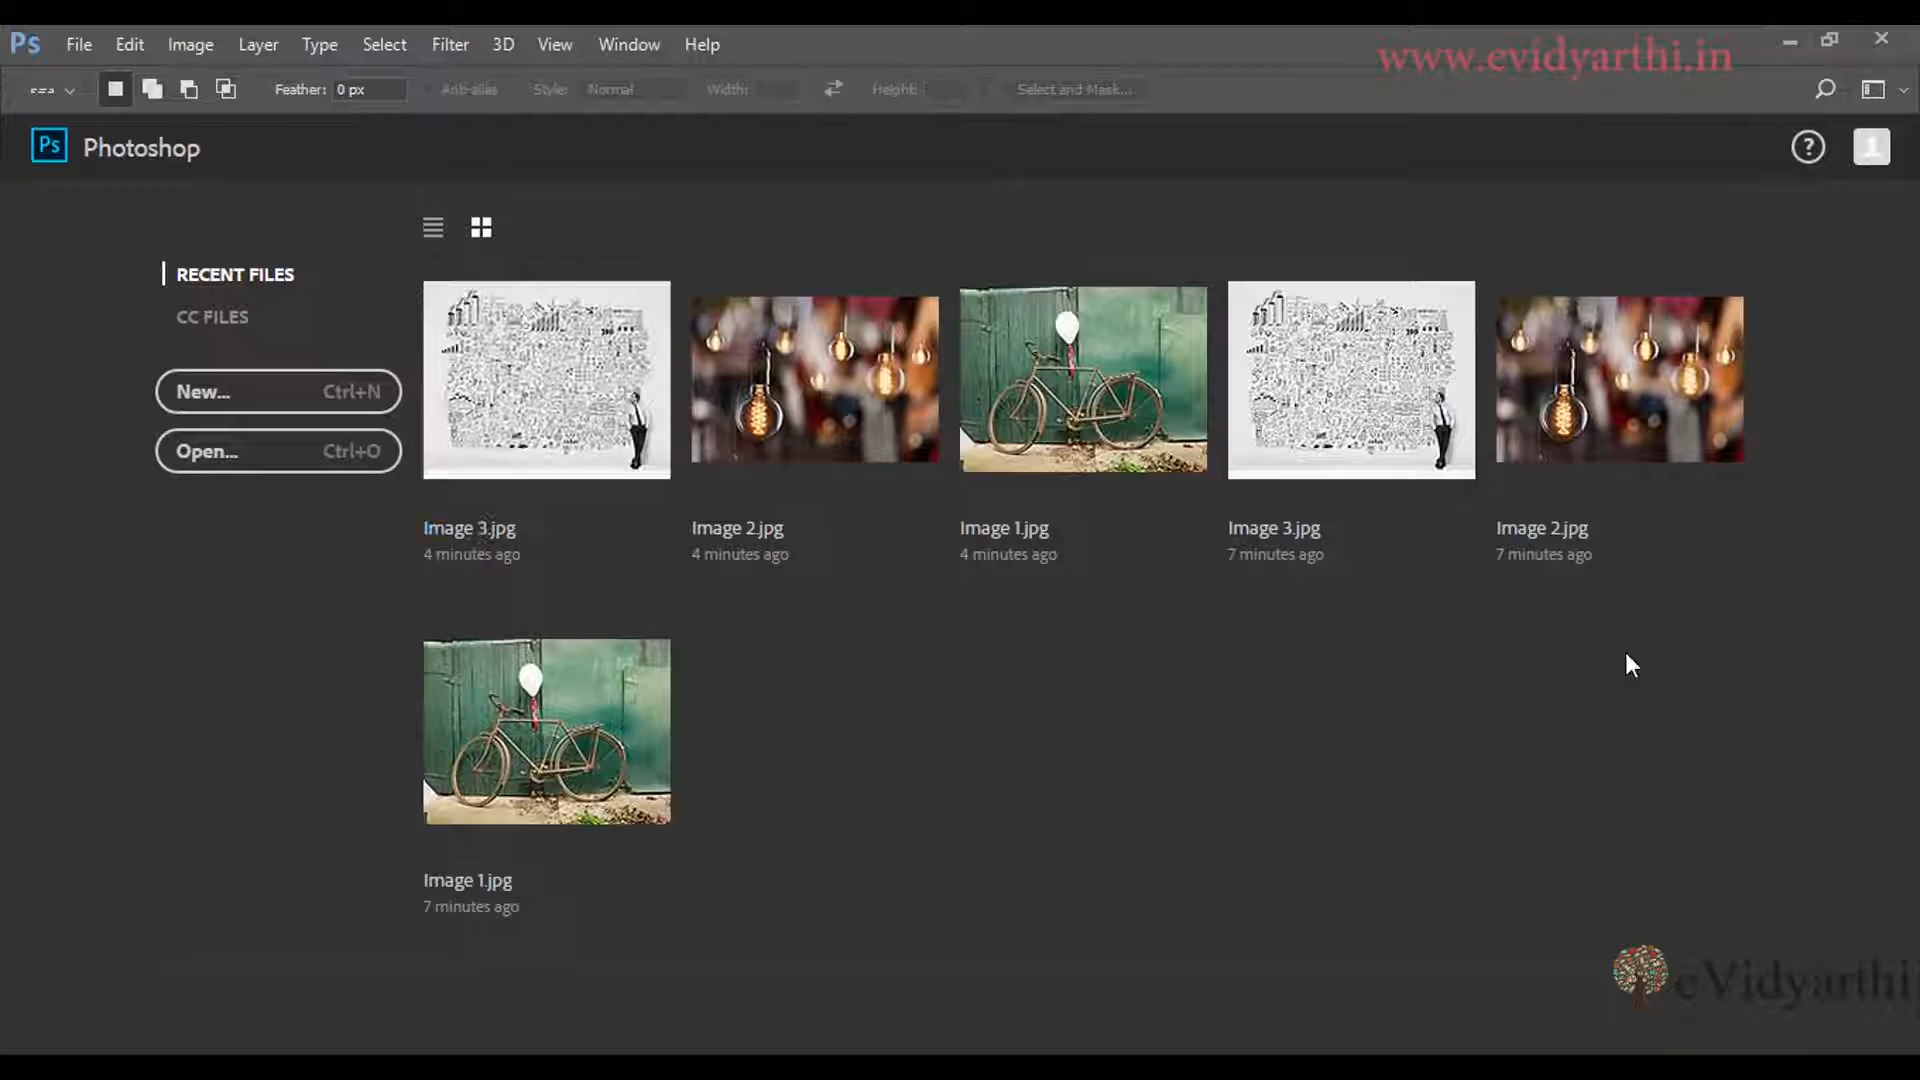 Ps File Edit Image Layer Type Select Filter 3D View Window Help
www.evidyarthi.in
Feather: 0 px Anti-alias Style: Normal Width: Height: Select and Mask...
Ps Photoshop
RECENT FILES
CC FILES
New... Ctrl+N
Open... Ctrl+O
Image 3.jpg
4 minutes ago
Image 2.jpg
4 minutes ago
Image 1.jpg
4 minutes ago
Image 3.jpg
7 minutes ago
Image 2.jpg
7 minutes ago
Image 1.jpg
7 minutes ago
eVidyarthi